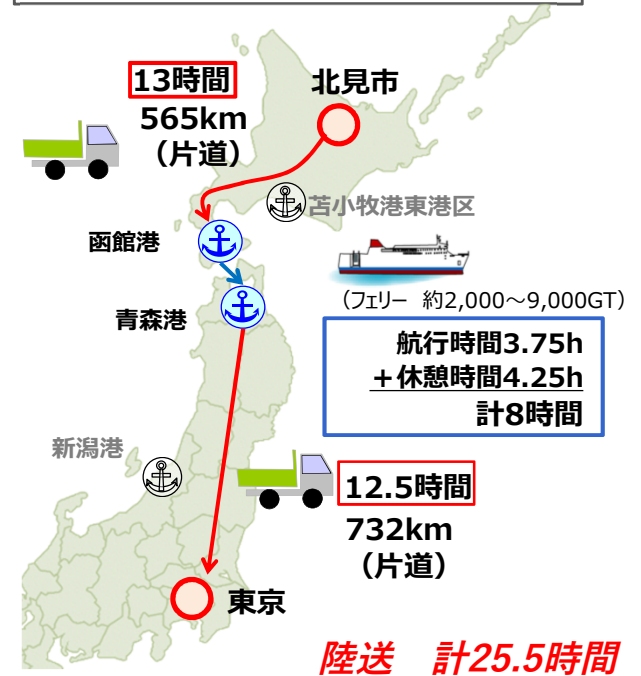 13時間
565km
（片道）
北見市
苫小牧港東港区
函館港
（フェリー　約2,000～9,000GT）
青森港
航行時間3.75h
＋休憩時間4.25h
計8時間
新潟港
12.5時間
732km
（片道）
東京
陸送　計25.5時間